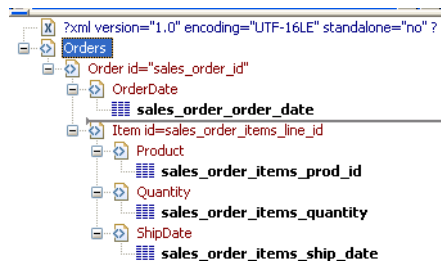 ?xml version="1.0" encoding="UTF-16LE" standalone="no" ?
Orders
Order id="sales_order_id"
OrderDate
sales_order_order_date
Item id=sales_order_items_line_id
Product
sales_order_items_prod_id
Quantity
sales_order_items_quantity
ShipDate
sales_order_items_ship_date